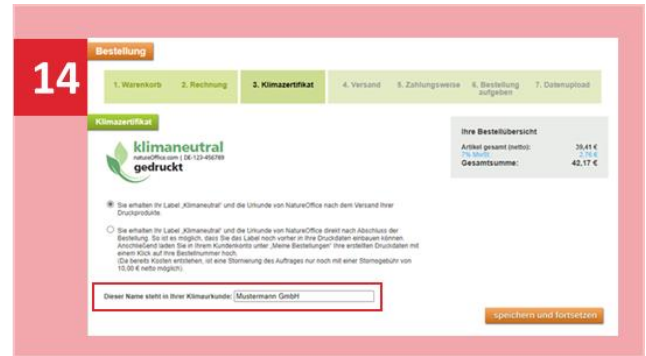 14
Bestellung
1. Warenkorb
2. Rechnung
3. Klimazertifikat
4. Versand
5. Zahlungsweise
6. Bestellung
aufgeben
7. Datenupload
Klimazertifikat
klimaneutral
natureOffice.com | DE-123-456789
gedruckt
Ihre Bestellübersicht
Artikel gesamt (netto): 39,41 €
7% MwSt: 2,76 €
Gesamtsumme: 42,17 €
Sie erhalten Ihr Label „Klimaneutral" und die Urkunde von NatureOffice nach dem Versand Ihrer
Druckprodukte.
Sie erhalten Ihr Label „Klimaneutral" und die Urkunde von NatureOffice direkt nach Abschluss der
Bestellung. So ist es möglich, dass Sie das Label noch vorher in Ihre Druckdaten einbauen können.
Anschließend laden Sie in Ihrem Kundenkonto unter „Meine Bestellungen" Ihre erstellten Druckdaten mit
einem Klick auf Ihre Bestellnummer hoch.
(Da bereits Kosten entstehen, ist eine Stornierung des Auftrages nur noch mit einer Stornogebühr von
10,00 € netto möglich).
Dieser Name steht in Ihrer Klimaurkunde: Mustermann GmbH
speichern und fortsetzen